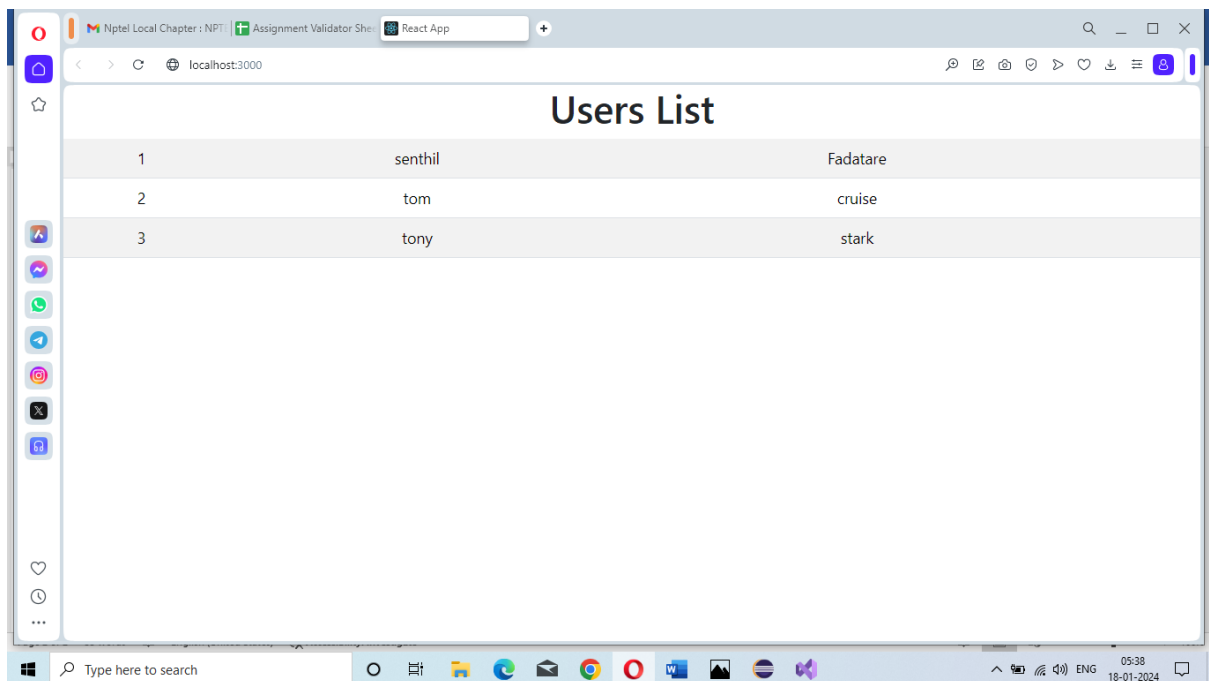 Nptel Local Chapter : NPT
Assignment Validator Shee
React App
localhost:3000
Users List
1 senthil Fadatare
2 tom cruise
3 tony stark
Type here to search
ENG
05:38
18-01-2024